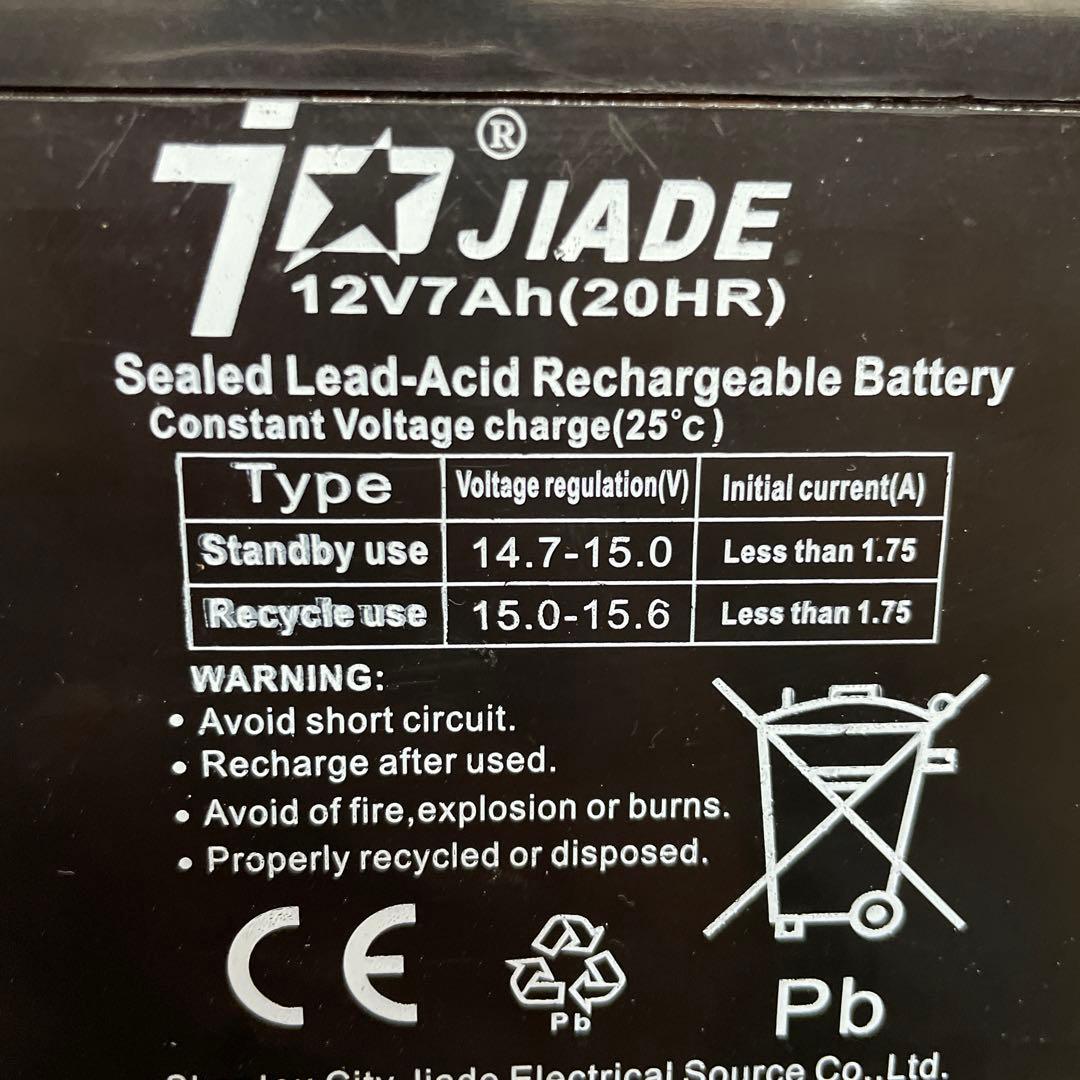 ® JIADE
12V7Ah(20HR)
Sealed Lead-Acid Rechargeable Battery
Constant Voltage charge(25°c)
Type Voltage regulation(V) Initial current(A)
Standby use 14.7-15.0 Less than 1.75
Recycle use 15.0-15.6 Less than 1.75
WARNING:
• Avoid short circuit.
• Recharge after used.
• Avoid of fire,explosion or burns.
• Properly recycled or disposed.
CE
Pb
Pb
City Jiade Electrical Source Co.,Ltd.